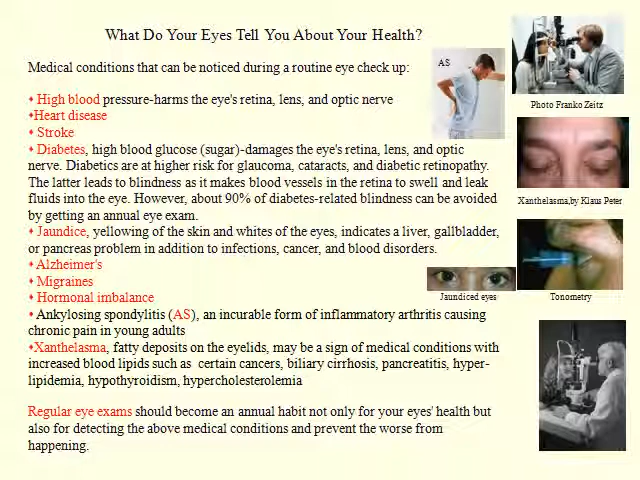 What Do Your Eyes Tell You About Your Health?
Medical conditions that can be noticed during a routine eye check up:
AS
Photo Franko Zeitz
• High blood pressure-harms the eye's retina, lens, and optic nerve
•Heart disease
• Stroke
• Diabetes, high blood glucose (sugar)-damages the eye's retina, lens, and optic
nerve. Diabetics are at higher risk for glaucoma, cataracts, and diabetic retinopathy.
The latter leads to blindness as it makes blood vessels in the retina to swell and leak
fluids into the eye. However, about 90% of diabetes-related blindness can be avoided
by getting an annual eye exam.
Xanthelasma,by Klaus Peter
• Jaundice, yellowing of the skin and whites of the eyes, indicates a liver, gallbladder,
or pancreas problem in addition to infections, cancer, and blood disorders.
• Alzheimer's
• Migraines
• Hormonal imbalance
Jaundiced eyes
Tonometry
• Ankylosing spondylitis (AS), an incurable form of inflammatory arthritis causing
chronic pain in young adults
•Xanthelasma, fatty deposits on the eyelids, may be a sign of medical conditions with
increased blood lipids such as certain cancers, biliary cirrhosis, pancreatitis, hyper-
lipidemia, hypothyroidism, hypercholesterolemia
Regular eye exams should become an annual habit not only for your eyes' health but
also for detecting the above medical conditions and prevent the worse from
happening.